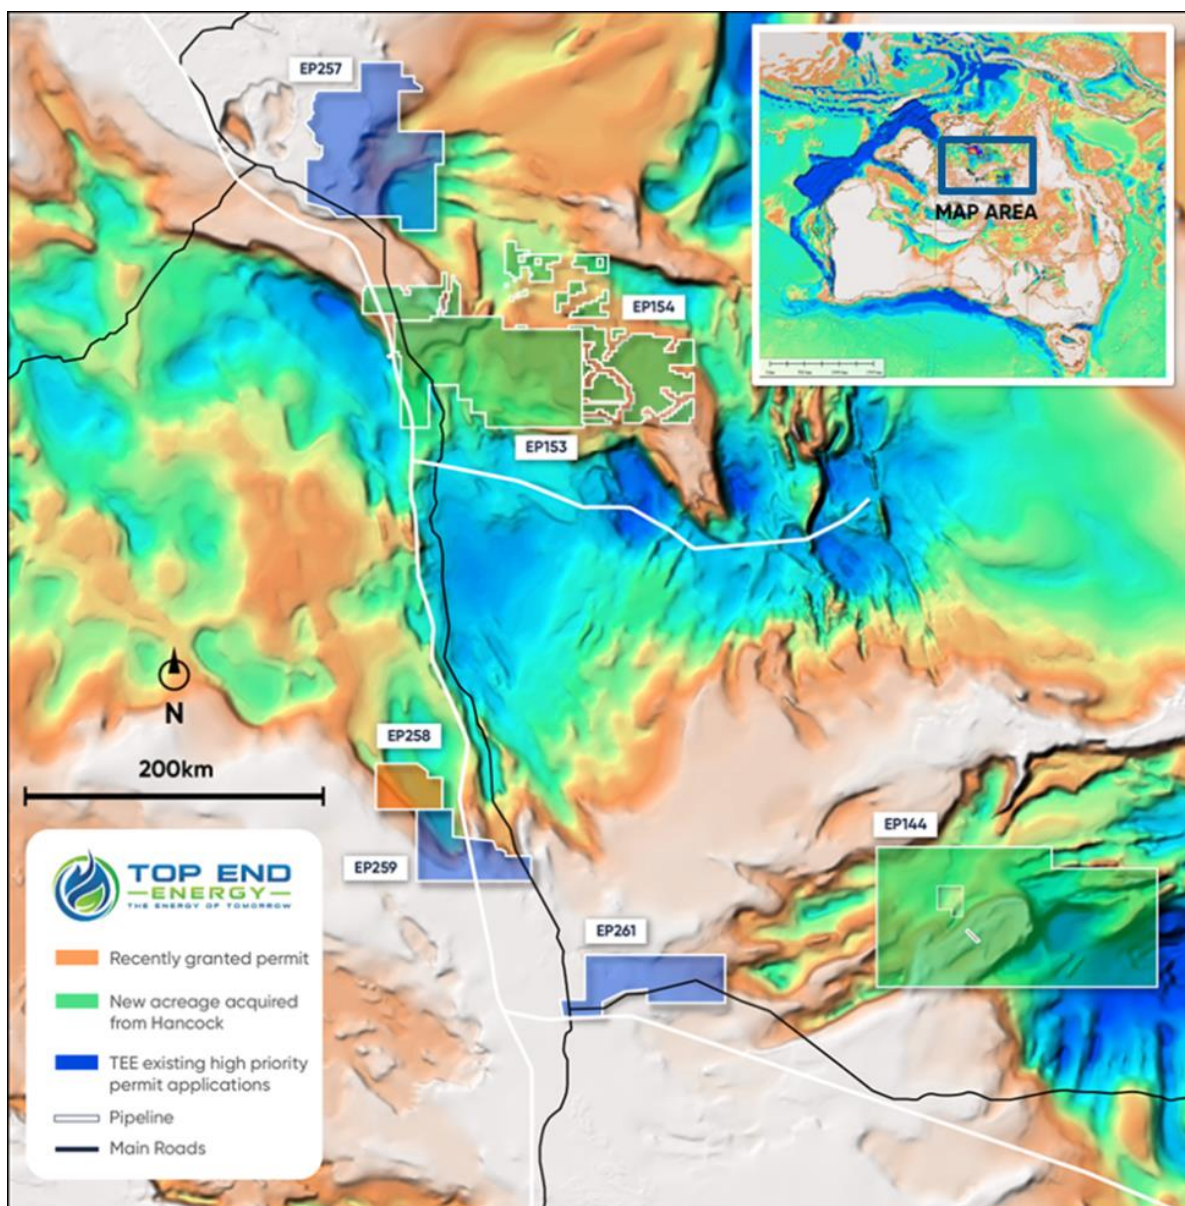 EP257
MAP AREA
EP154
EP153
N
200km
EP258
EP259
EP144
EP261
TOP END
ENERGY
THE ENERGY OF TOMORROW
Recently granted permit
New acreage acquired
from Hancock
TEE existing high priority
permit applications
Pipeline
Main Roads